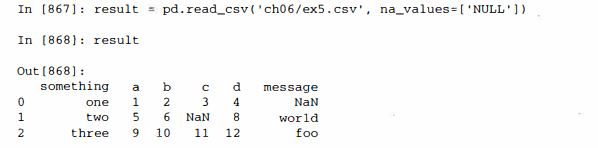 In [867]: result = pd.read_csv('ch06/ex5.csv', na_values=['NULL'])
In [868]: result
Out[868]:
something a b c d message
0 one 1 2 3 4 NaN
1 two 5 6 NaN 8 world
2 three 9 10 11 12 foo